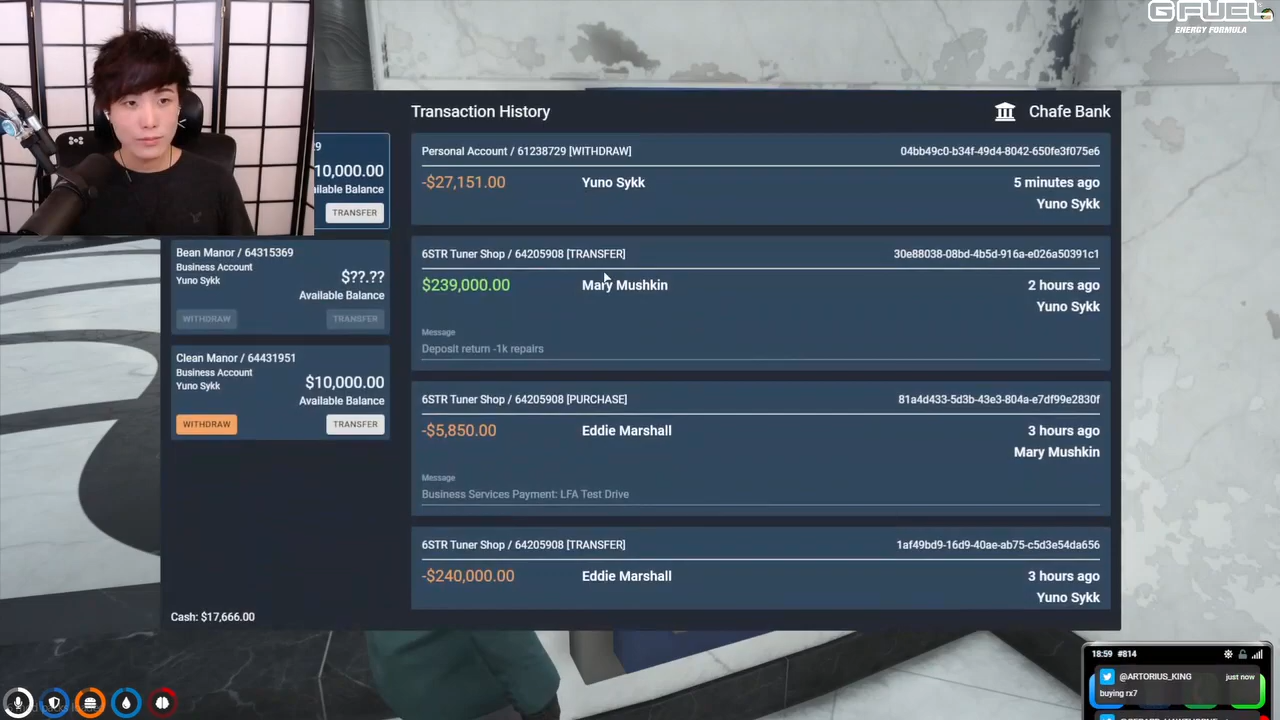 GFUEL
ENERGY FORMULA
Transaction History
Chafe Bank
9
10,000.00
ilable Balance
TRANSFER
Bean Manor / 64315369
Business Account
Yuno Sykk
$??.??
Available Balance
WITHDRAW
TRANSFER
Clean Manor / 64431951
Business Account
Yuno Sykk
$10,000.00
Available Balance
WITHDRAW
TRANSFER
Cash: $17,666.00
Personal Account / 61238729 [WITHDRAW]
04bb49c0-b34f-49d4-8042-650fe3f075e6
-$27,151.00
Yuno Sykk
5 minutes ago
Yuno Sykk
6STR Tuner Shop / 64205908 [TRANSFER]
30e88038-08bd-4b5d-916a-e026a50391c1
$239,000.00
Mary Mushkin
2 hours ago
Yuno Sykk
Message
Deposit return -1k repairs
6STR Tuner Shop / 64205908 [PURCHASE]
81a4d433-5d3b-43e3-804a-e7df99e2830f
-$5,850.00
Eddie Marshall
3 hours ago
Mary Mushkin
Message
Business Services Payment: LFA Test Drive
6STR Tuner Shop / 64205908 [TRANSFER]
1af49bd9-16d9-40ae-ab75-c5d3e54da656
-$240,000.00
Eddie Marshall
3 hours ago
Yuno Sykk
18:59 #814
@ARTORIUS_KING
just now
buying rx7